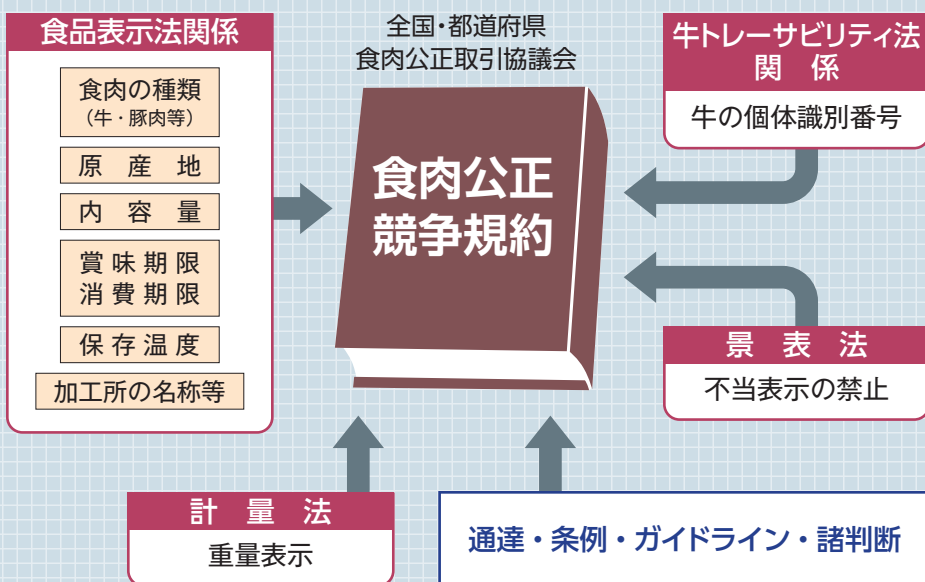 食品表示法関係
食肉の種類
(牛・豚肉等)
原産地
内容量
賞味期限
消費期限
保存温度
加工所の名称等
全国・都道府県
食肉公正取引協議会
食肉公正
競争規約
牛トレーサビリティ法
関係
牛の個体識別番号
景表法
不当表示の禁止
計量法
重量表示
通達・条例・ガイドライン・諸判断